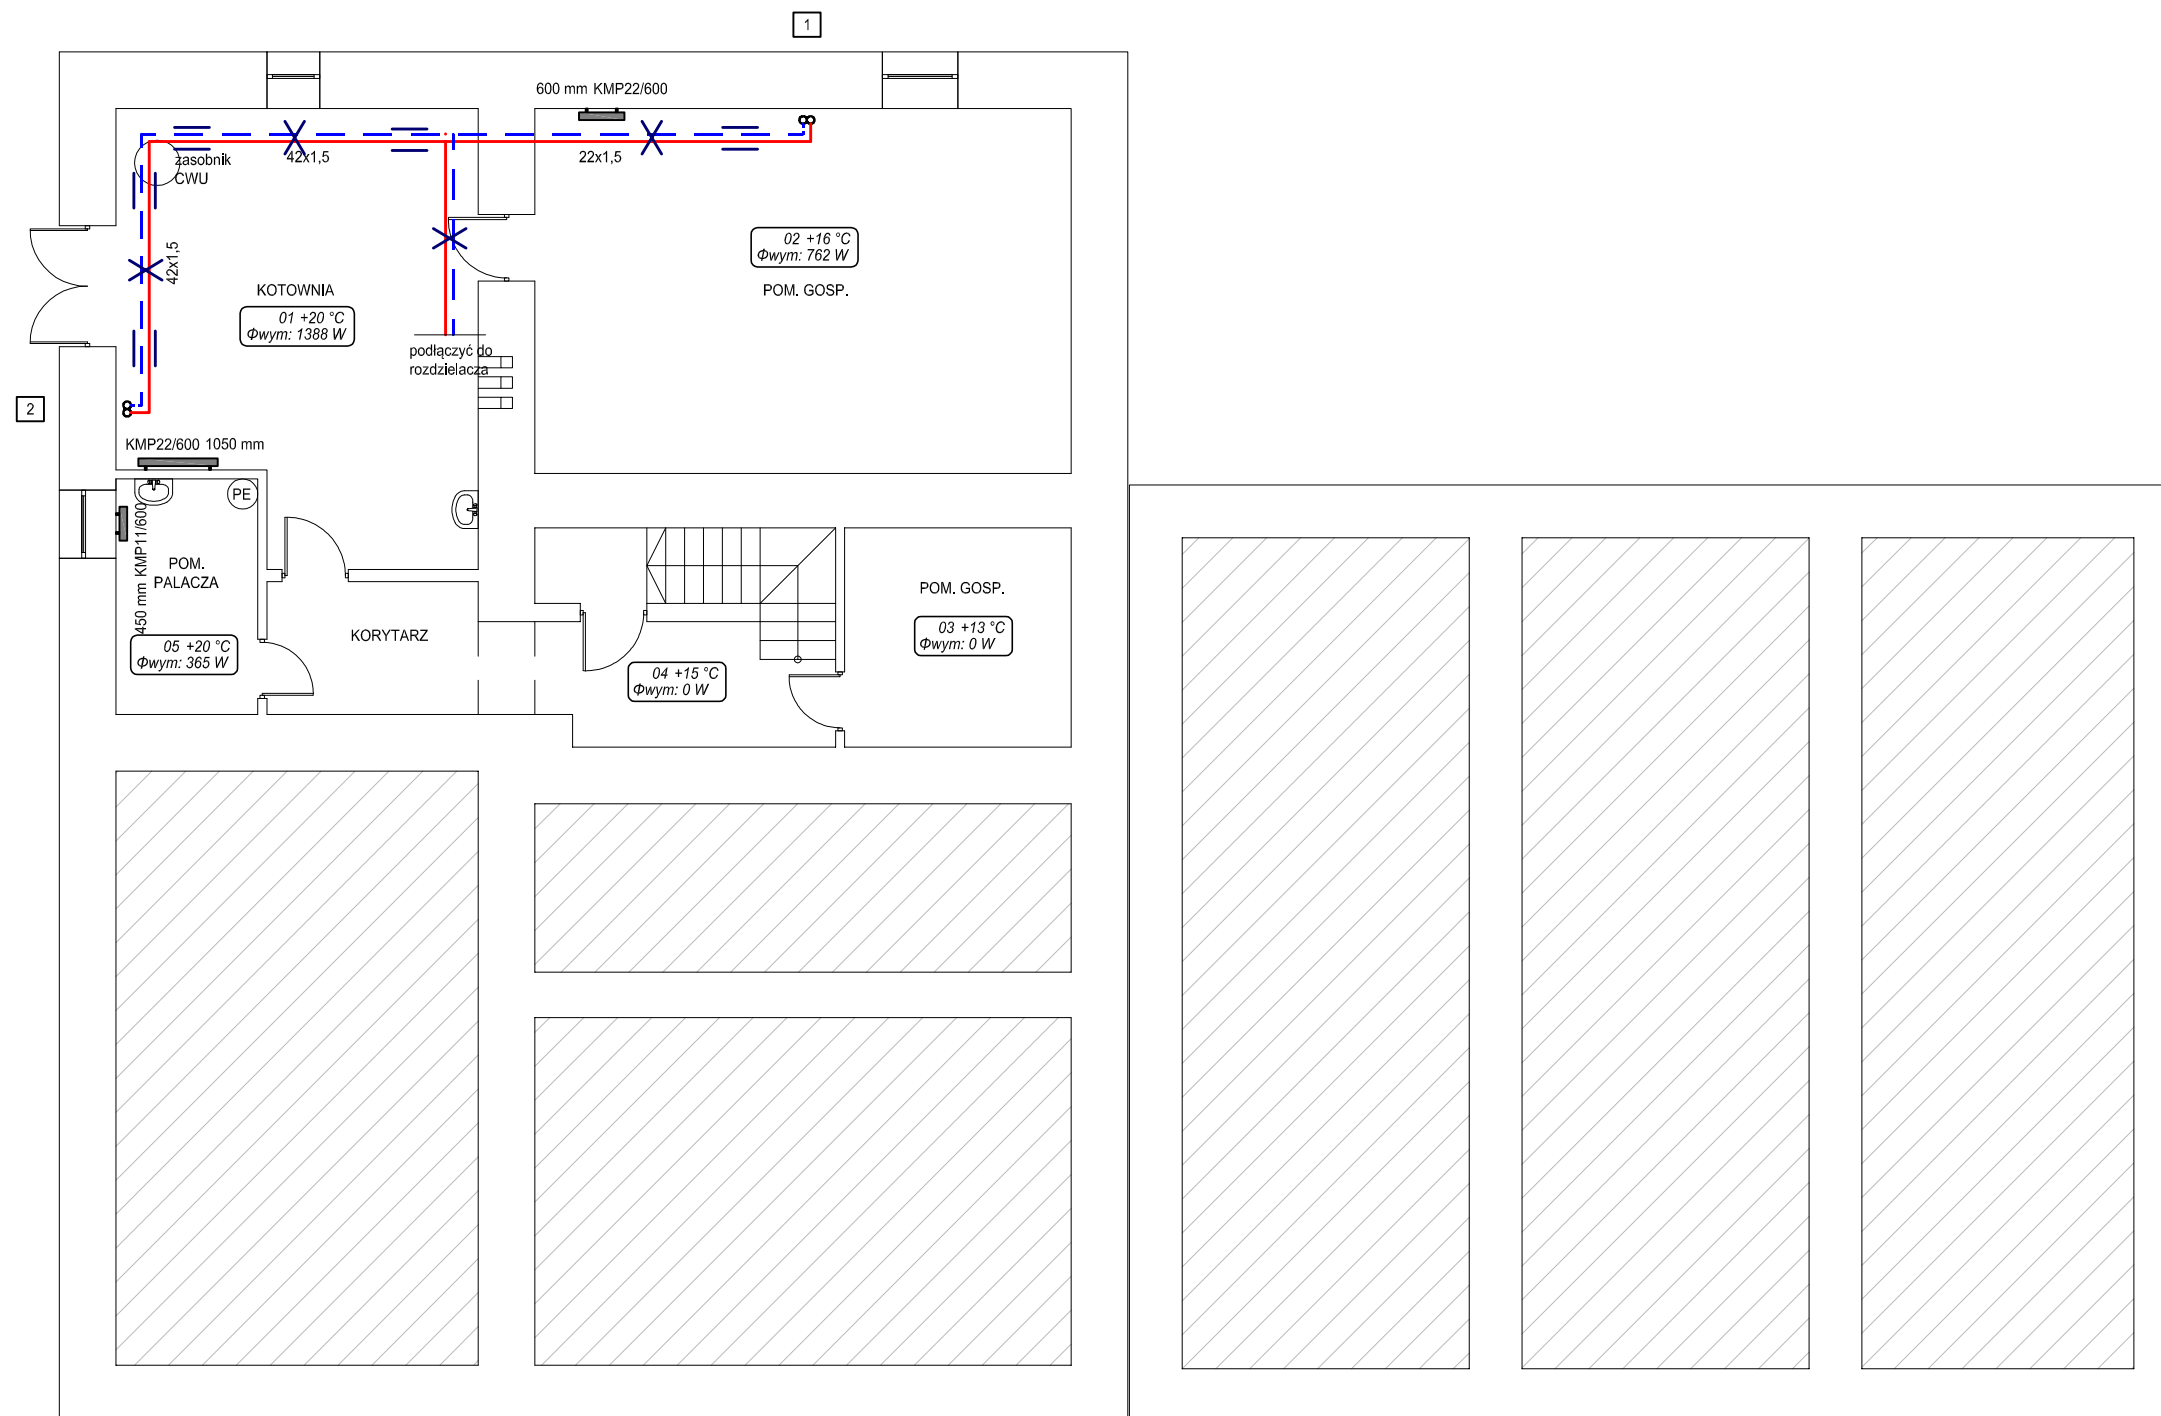 1
600 mm KMP22/600
zasobnik
CWU
42x1,5
22x1,5
42x1,5
02 +16 °C
Φwym: 762 W
POM. GOSP.
KOTOWNIA
01 +20 °C
Φwym: 1388 W
podłączyć do
rozdzielacza
2
KMP22/600 1050 mm
PE
450 mm KMP11/600
POM.
PALACZA
05 +20 °C
Φwym: 365 W
KORYTARZ
POM. GOSP.
03 +13 °C
Φwym: 0 W
04 +15 °C
Φwym: 0 W